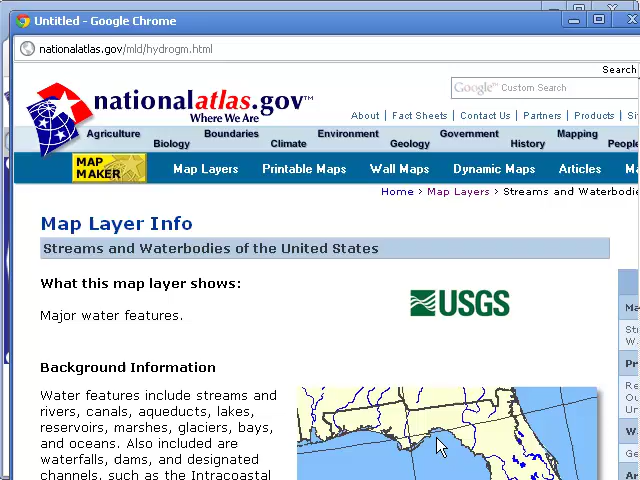 Untitled - Google Chrome
nationalatlas.gov/mld/hydrogm.html
Search
nationalatlas.gov™
Where We Are
Google™ Custom Search
About | Fact Sheets | Contact Us | Partners | Products |
Agriculture Biology Boundaries Climate Environment Geology Government History Mapping
MAP MAKER
Map Layers Printable Maps Wall Maps Dynamic Maps Articles
Home > Map Layers > Streams and
Map Layer Info
Streams and Waterbodies of the United States
What this map layer shows:
USGS
Major water features.
Background Information
Water features include streams and
rivers, canals, aqueducts, lakes,
reservoirs, marshes, glaciers, bays,
and oceans. Also included are
waterfalls, dams, and designated
channels, such as the Intracoastal